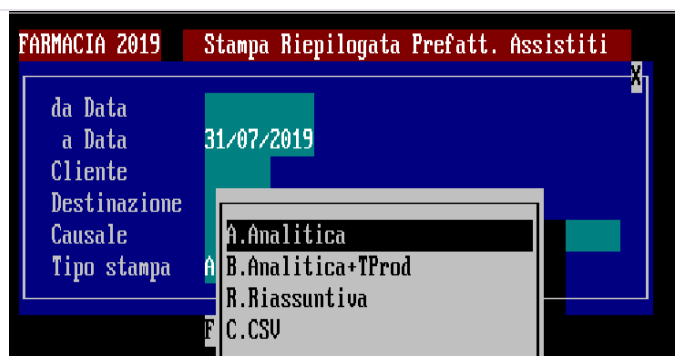 FARMACIA 2019 Stampa Riepilogata Prefatt. Assistiti
X
da Data
a Data 31/07/2019
Cliente
Destinazione
Causale
Tipo stampa A
A.Analitica
B.Analitica+TProd
R.Riassuntiva
F C.CSV